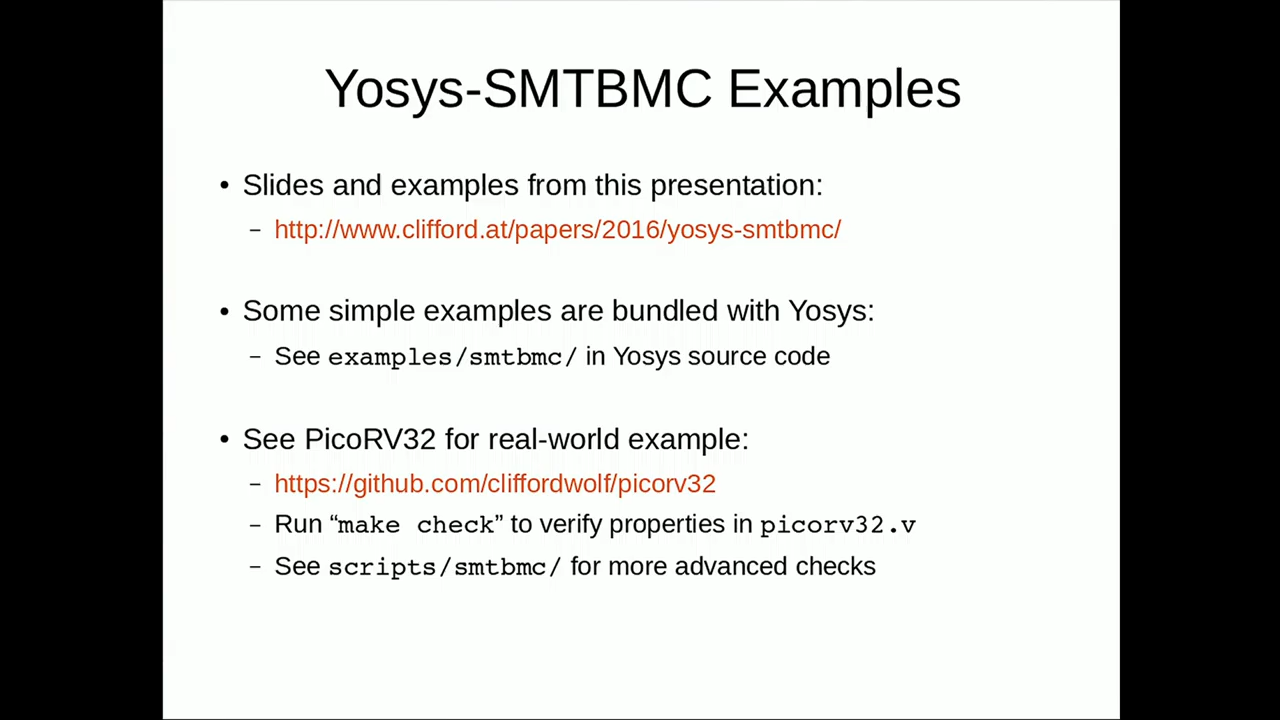 Yosys-SMTBMC Examples
• Slides and examples from this presentation:
– http://www.clifford.at/papers/2016/yosys-smtbmc/
• Some simple examples are bundled with Yosys:
– See examples/smtbmc/ in Yosys source code
• See PicoRV32 for real-world example:
– https://github.com/cliffordwolf/picorv32
– Run “make check” to verify properties in picorv32.v
– See scripts/smtbmc/ for more advanced checks